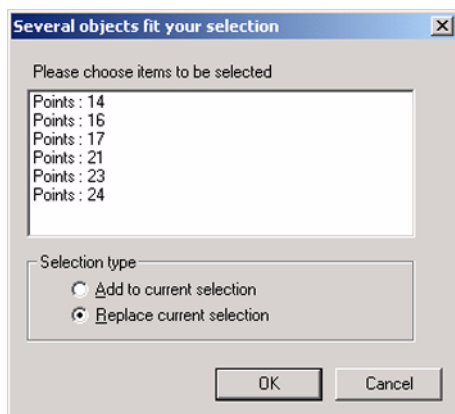 Several objects fit your selection
Please choose items to be selected
Points : 14
Points : 16
Points : 17
Points : 21
Points : 23
Points : 24
Selection type
Add to current selection
Replace current selection
OK Cancel